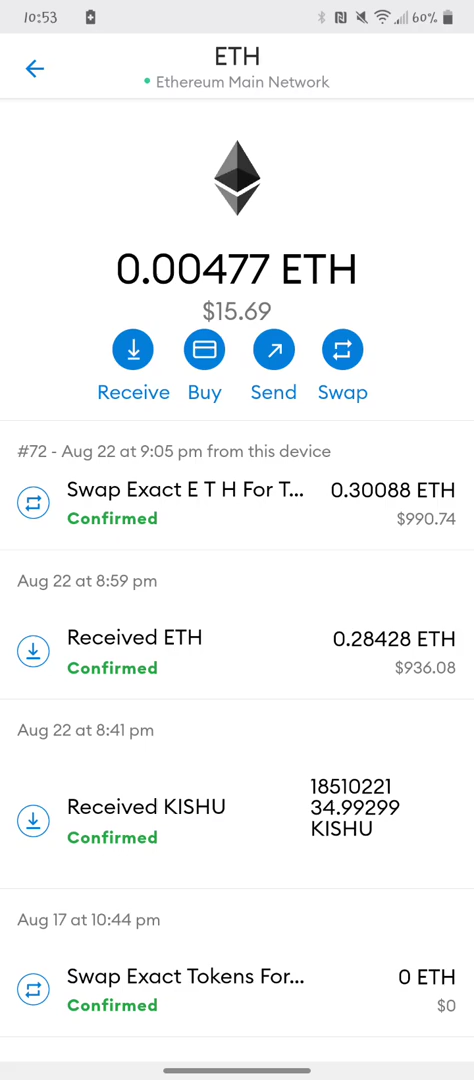 10:53 60%
ETH
Ethereum Main Network
0.00477 ETH
$15.69
Receive Buy Send Swap
#72 - Aug 22 at 9:05 pm from this device
Swap Exact E T H For T... 0.30088 ETH
Confirmed $990.74
Aug 22 at 8:59 pm
Received ETH 0.28428 ETH
Confirmed $936.08
Aug 22 at 8:41 pm
18510221
Received KISHU 34.99299
KISHU
Confirmed
Aug 17 at 10:44 pm
Swap Exact Tokens For... 0 ETH
Confirmed $0